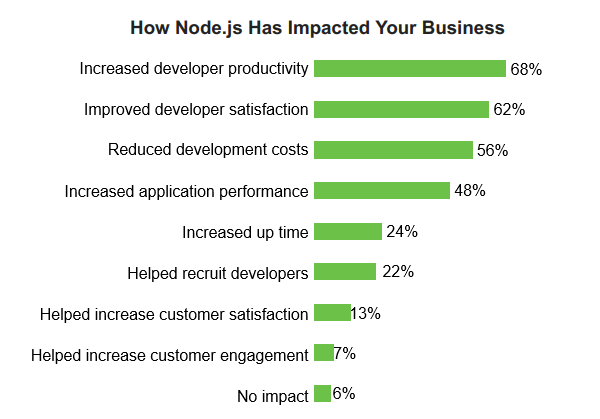 How Node.js Has Impacted Your Business
Increased developer productivity 68%
Improved developer satisfaction 62%
Reduced development costs 56%
Increased application performance 48%
Increased up time 24%
Helped recruit developers 22%
Helped increase customer satisfaction 13%
Helped increase customer engagement 7%
No impact 6%